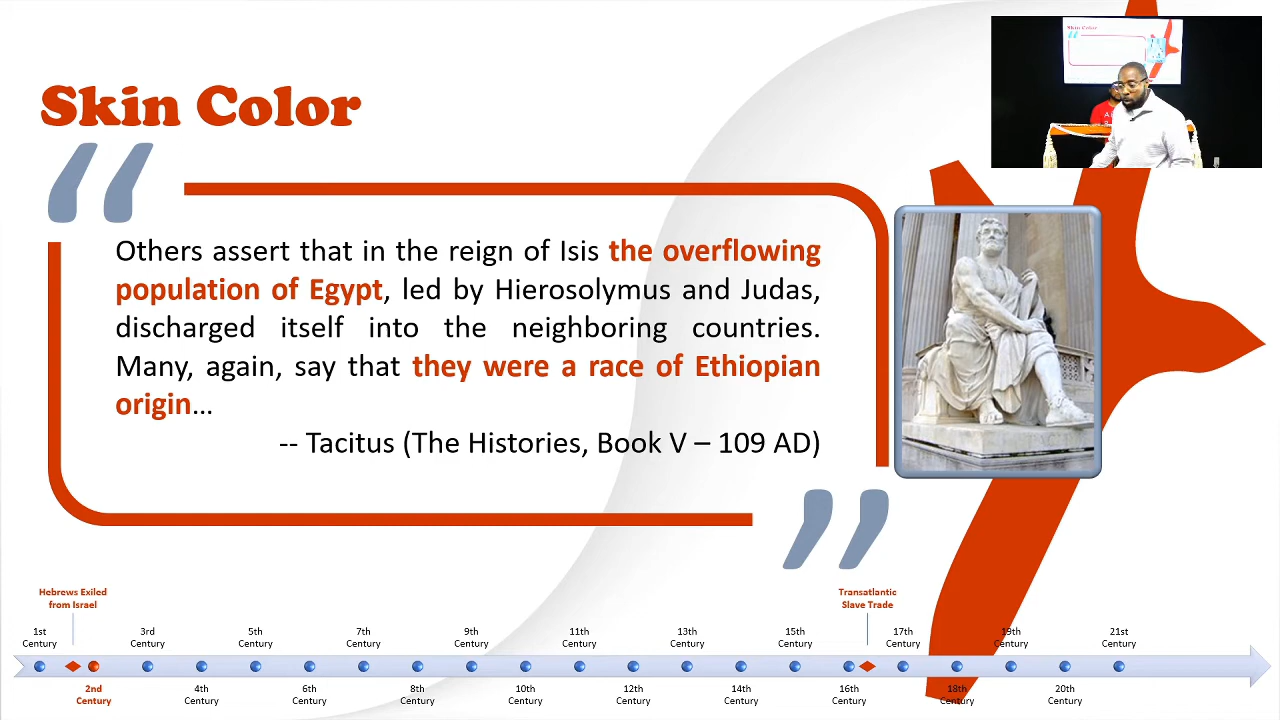 Skin Color
Skin Color
“
Others assert that in the reign of Isis the overflowing
population of Egypt, led by Hierosolymus and Judas,
discharged itself into the neighboring countries.
Many, again, say that they were a race of Ethiopian
origin…
-- Tacitus (The Histories, Book V – 109 AD)
”
Hebrews Exiled
from Israel
Transatlantic
Slave Trade
1st
Century
3rd
Century
5th
Century
7th
Century
9th
Century
11th
Century
13th
Century
15th
Century
17th
Century
19th
Century
21st
Century
2nd
Century
4th
Century
6th
Century
8th
Century
10th
Century
12th
Century
14th
Century
16th
Century
18th
Century
20th
Century